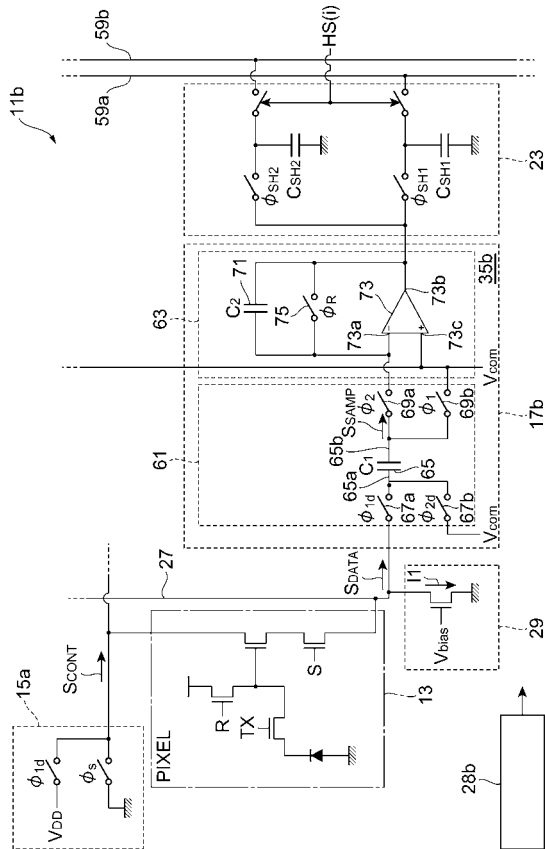 11b
59a
59b
HS(i)
ϕSH2
CSH2
ϕSH1
CSH1
23
63
C2
71
75
ϕR
73
73a
73b
73c
35b
Vcom
61
SSAMP
ϕ2
69a
ϕ1
69b
65b
C1
65a
65
ϕ1d
67a
ϕ2d
67b
Vcom
17b
27
SDATA
I1
Vbias
29
15a
SCONT
ϕ1d
VDD
ϕs
PIXEL
R
TX
S
13
28b